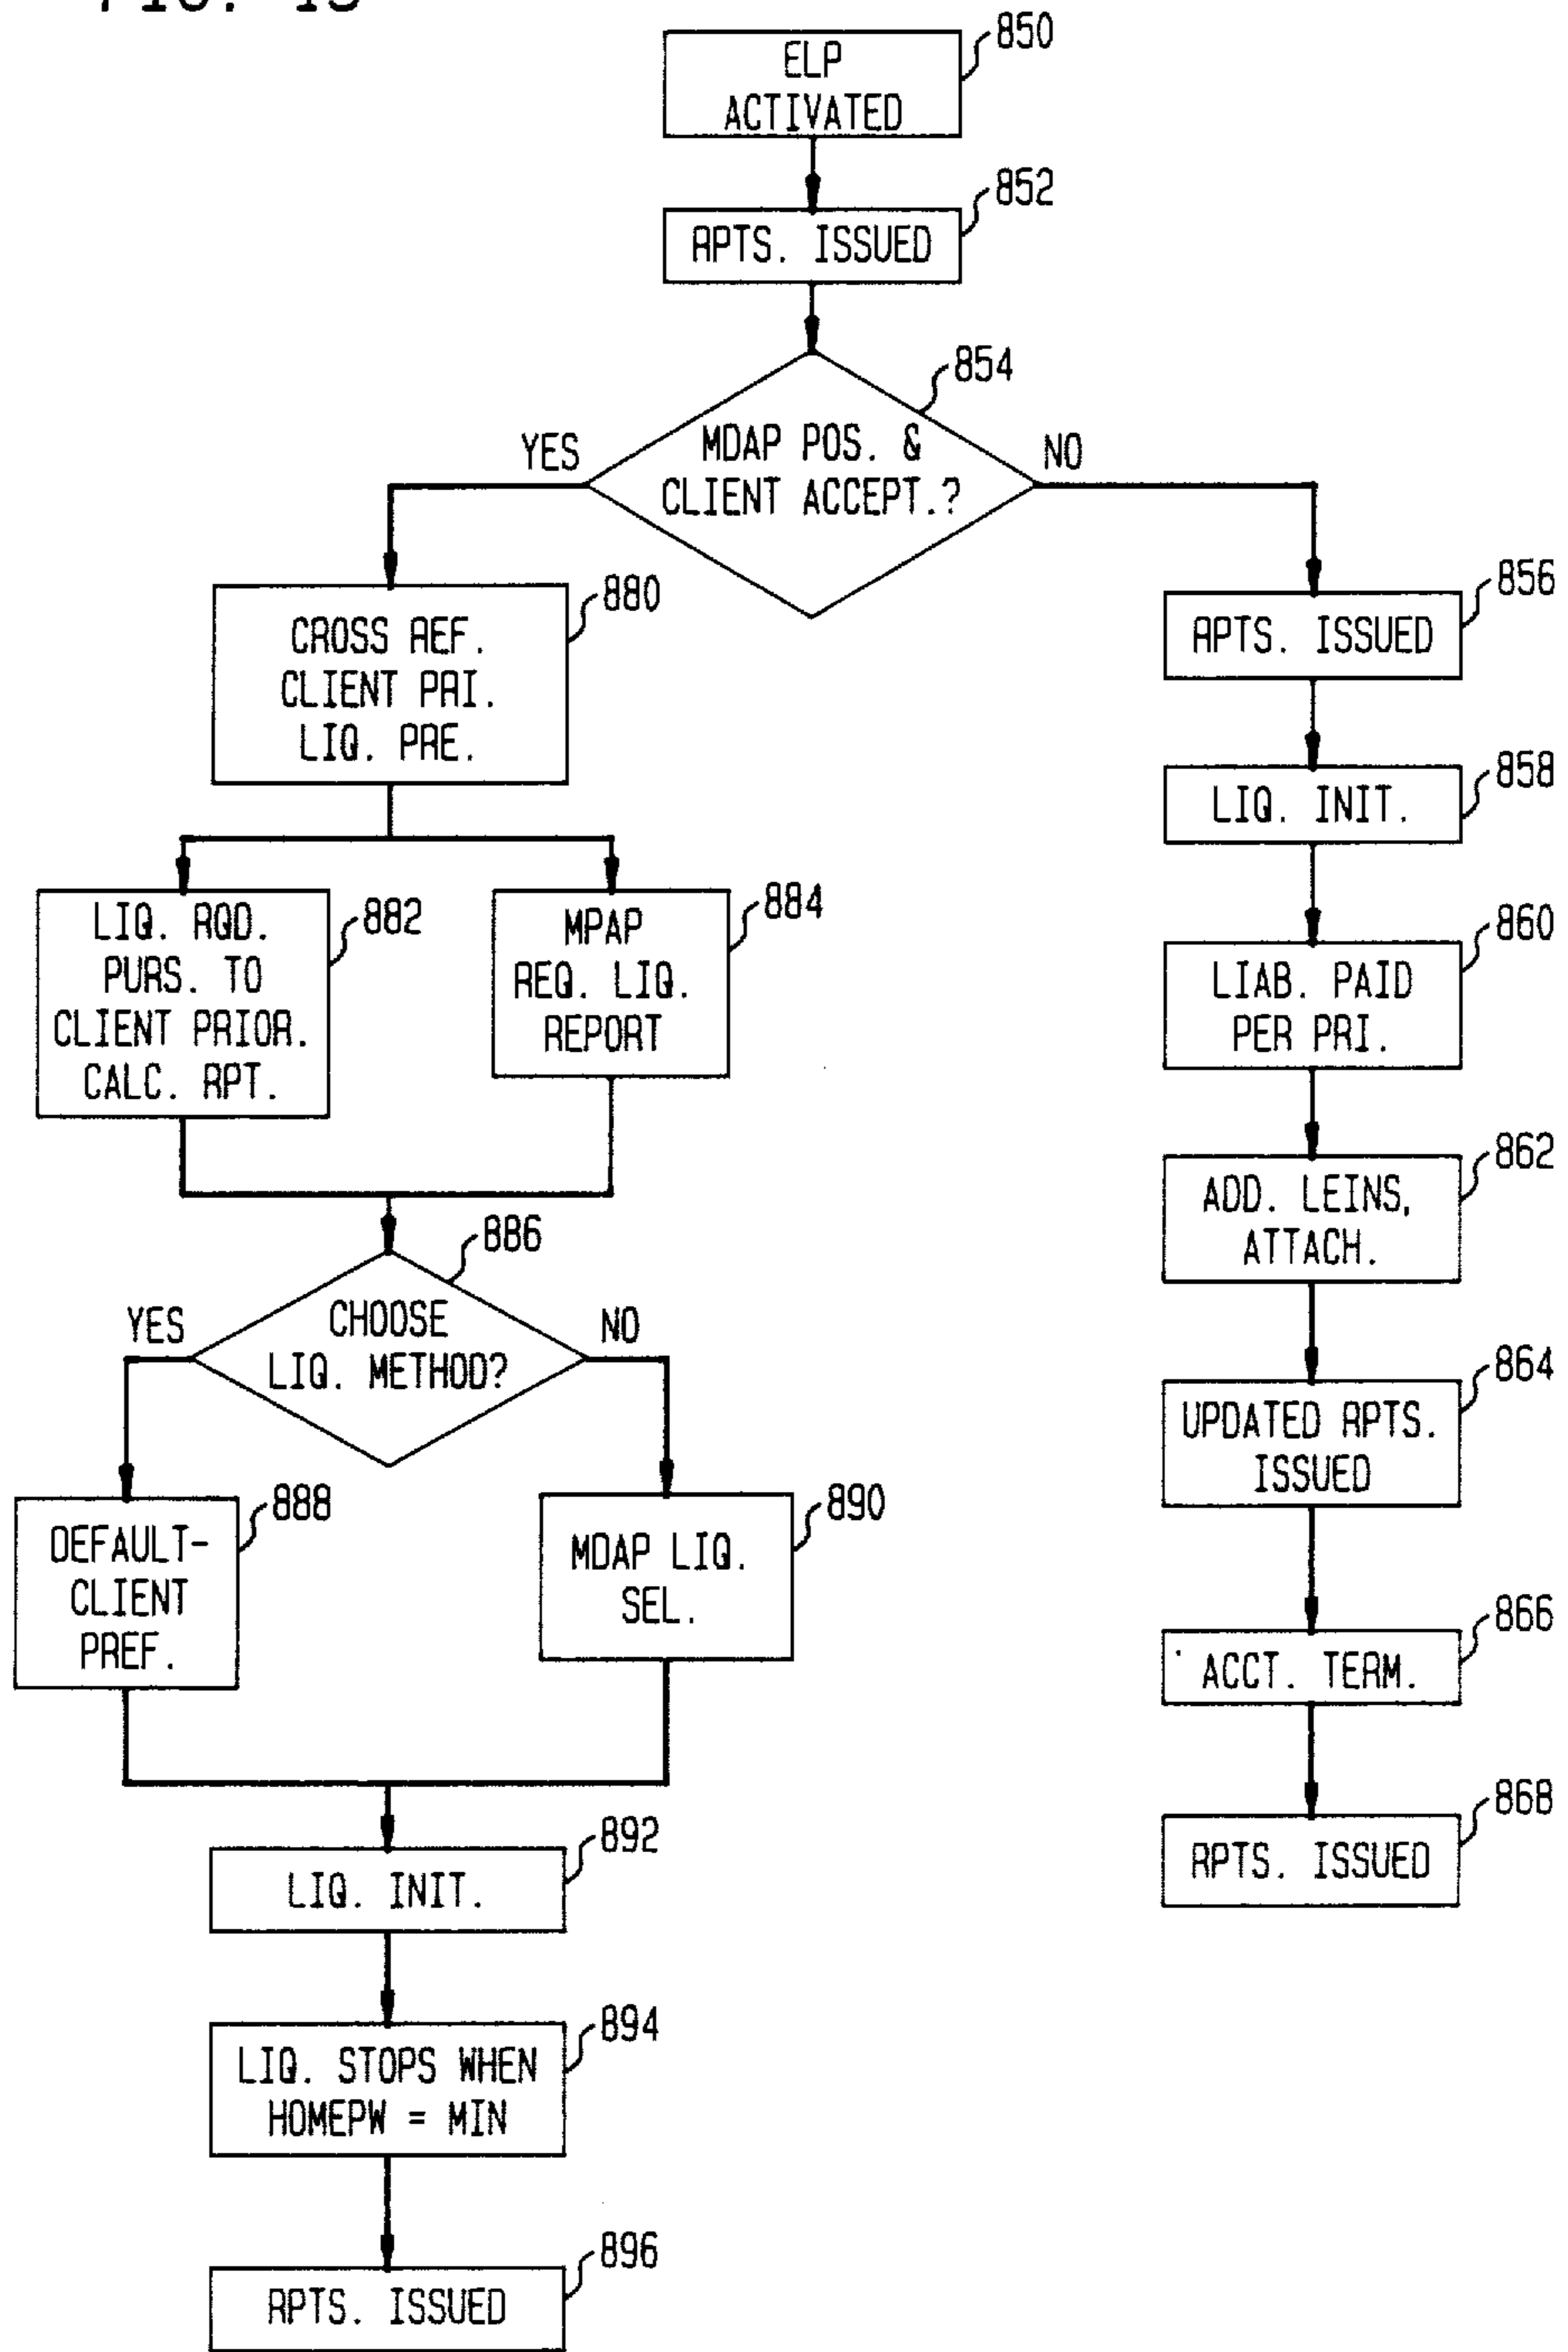 FIG.
ELP
ACTIVATED
850
RPTS. ISSUED
852
MDAP POS. &
CLIENT ACCEPT.?
854
YES
NO
CROSS REF.
CLIENT PRI.
LIQ. PRE.
880
LIQ. RQD.
PURS. TO
CLIENT PRIOR.
CALC. RPT.
882
MPAP
REQ. LIQ.
REPORT
884
CHOOSE
LIQ. METHOD?
886
YES
NO
DEFAULT-
CLIENT
PREF.
888
MDAP LIQ.
SEL.
890
LIQ. INIT.
892
LIQ. STOPS WHEN
HOMEPW = MIN
894
RPTS. ISSUED
896
RPTS. ISSUED
856
LIQ. INIT.
858
LIAB. PAID
PER PRI.
860
ADD. LEINS,
ATTACH.
862
UPDATED RPTS.
ISSUED
864
ACCT. TERM.
866
RPTS. ISSUED
868